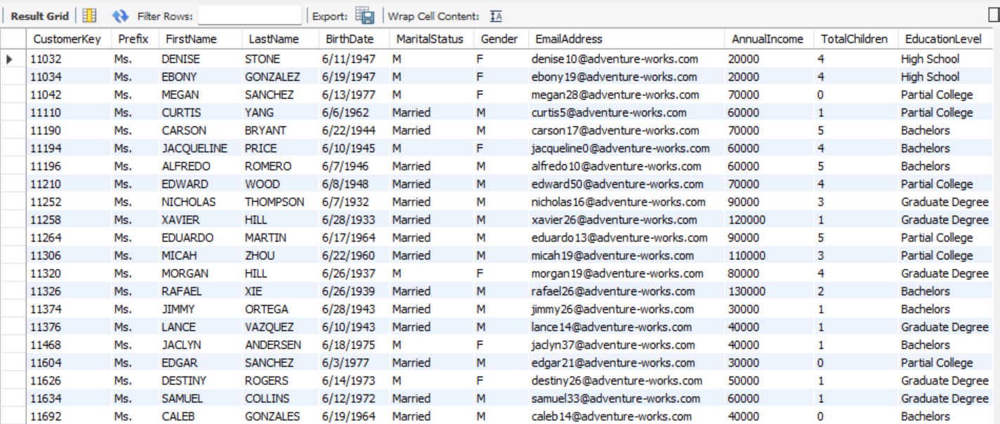 Result Grid Filter Rows: Export: Wrap Cell Content: IA
CustomerKey Prefix FirstName LastName BirthDate MaritalStatus Gender EmailAddress AnnualIncome TotalChildren EducationLevel
11032 Ms. DENISE STONE 6/11/1947 M F denise10@adventure-works.com 20000 4 High School
11034 Ms. EBONY GONZALEZ 6/19/1947 M F ebony19@adventure-works.com 20000 4 High School
11042 Ms. MEGAN SANCHEZ 6/13/1977 M F megan28@adventure-works.com 70000 0 Partial College
11110 Ms. CURTIS YANG 6/6/1962 Married M curtis5@adventure-works.com 60000 1 Partial College
11190 Ms. CARSON BRYANT 6/22/1944 Married M carson17@adventure-works.com 70000 5 Bachelors
11194 Ms. JACQUELINE PRICE 6/10/1945 M F jacqueline0@adventure-works.com 60000 4 Bachelors
11196 Ms. ALFREDO ROMERO 6/7/1946 Married M alfredo10@adventure-works.com 60000 5 Bachelors
11210 Ms. EDWARD WOOD 6/8/1948 Married M edward50@adventure-works.com 70000 4 Partial College
11252 Ms. NICHOLAS THOMPSON 6/7/1932 Married M nicholas16@adventure-works.com 90000 3 Graduate Degree
11258 Ms. XAVIER HILL 6/28/1933 Married M xavier26@adventure-works.com 120000 1 Graduate Degree
11264 Ms. EDUARDO MARTIN 6/17/1964 Married M eduardo13@adventure-works.com 90000 5 Partial College
11306 Ms. MICAH ZHOU 6/22/1960 Married M micah19@adventure-works.com 110000 3 Partial College
11320 Ms. MORGAN HILL 6/26/1937 M F morgan19@adventure-works.com 80000 4 Graduate Degree
11326 Ms. RAFAEL XIE 6/26/1939 Married M rafael26@adventure-works.com 130000 2 Bachelors
11374 Ms. JIMMY ORTEGA 6/28/1943 Married M jimmy26@adventure-works.com 30000 1 Bachelors
11376 Ms. LANCE VAZQUEZ 6/10/1943 Married M lance14@adventure-works.com 40000 1 Graduate Degree
11468 Ms. JACLYN ANDERSEN 6/18/1975 M F jaclyn37@adventure-works.com 40000 1 Bachelors
11604 Ms. EDGAR SANCHEZ 6/3/1977 Married M edgar21@adventure-works.com 30000 0 Partial College
11626 Ms. DESTINY ROGERS 6/14/1973 M F destiny26@adventure-works.com 50000 1 Graduate Degree
11634 Ms. SAMUEL COLLINS 6/12/1972 Married M samuel33@adventure-works.com 60000 1 Graduate Degree
11692 Ms. CALEB GONZALES 6/19/1964 Married M caleb14@adventure-works.com 40000 0 Bachelors